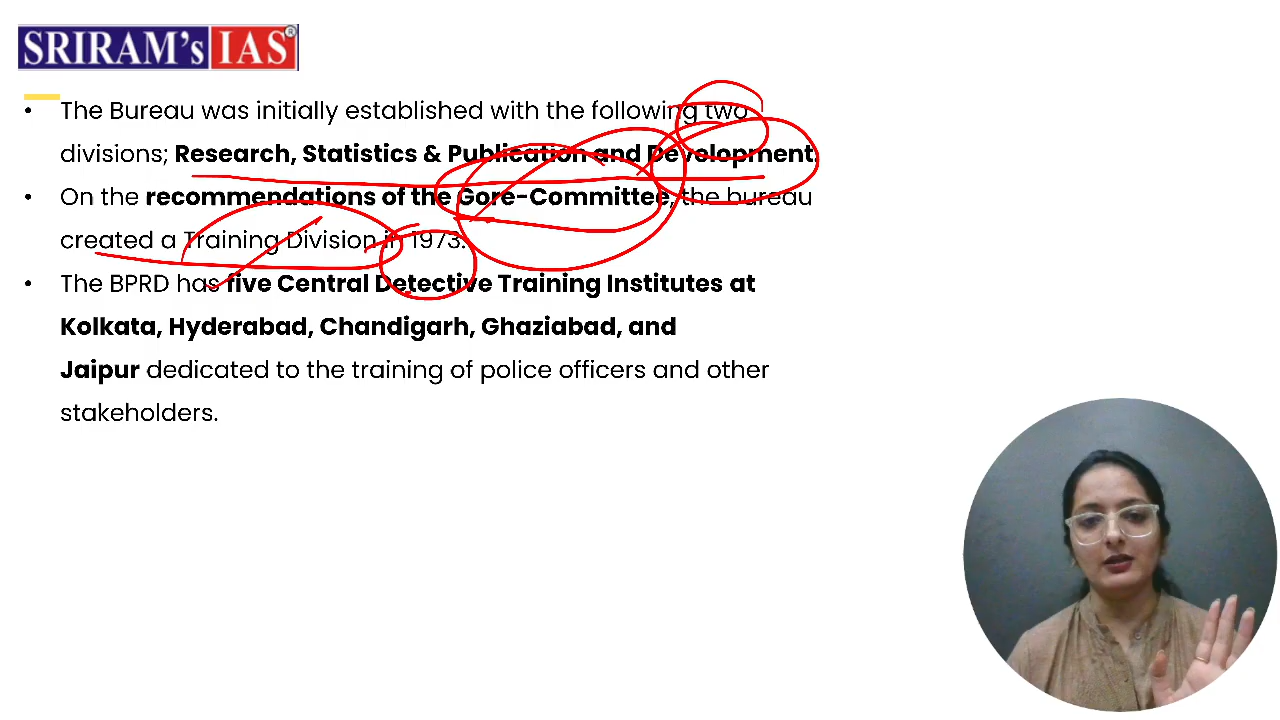 SRIRAM's IAS®
• The Bureau was initially established with the following two
divisions; Research, Statistics & Publication and Development.
• On the recommendations of the Gore-Committee, the bureau
created a Training Division in 1973.
• The BPRD has five Central Detective Training Institutes at
Kolkata, Hyderabad, Chandigarh, Ghaziabad, and
Jaipur dedicated to the training of police officers and other
stakeholders.